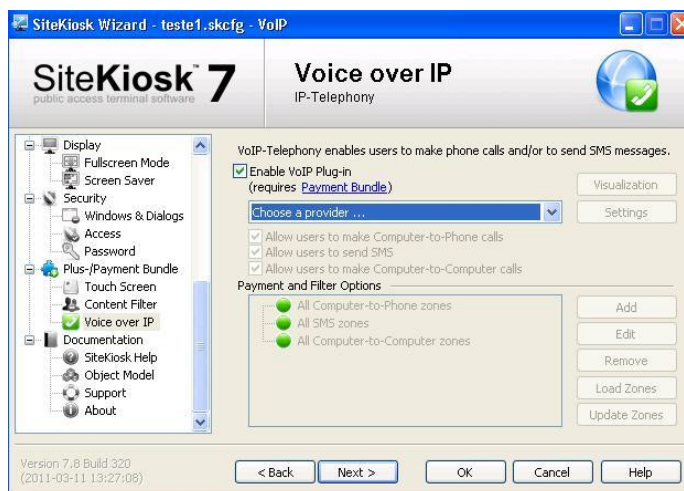 SiteKiosk Wizard - teste1.skcfg - VoIP
SiteKiosk™ 7
public access terminal software
Voice over IP
IP-Telephony
Display
Fullscreen Mode
Screen Saver
Security
Windows & Dialogs
Access
Password
Plus-/Payment Bundle
Touch Screen
Content Filter
Voice over IP
Documentation
SiteKiosk Help
Object Model
Support
About
VoIP-Telephony enables users to make phone calls and/or to send SMS messages.
Enable VoIP Plug-in
(requires Payment Bundle)
Visualization
Choose a provider ...
Settings
Allow users to make Computer-to-Phone calls
Allow users to send SMS
Allow users to make Computer-to-Computer calls
Payment and Filter Options
All Computer-to-Phone zones
All SMS zones
All Computer-to-Computer zones
Add
Edit
Remove
Load Zones
Update Zones
Version 7.8 Build 320
(2011-03-11 13:27:08)
< Back
Next >
OK
Cancel
Help